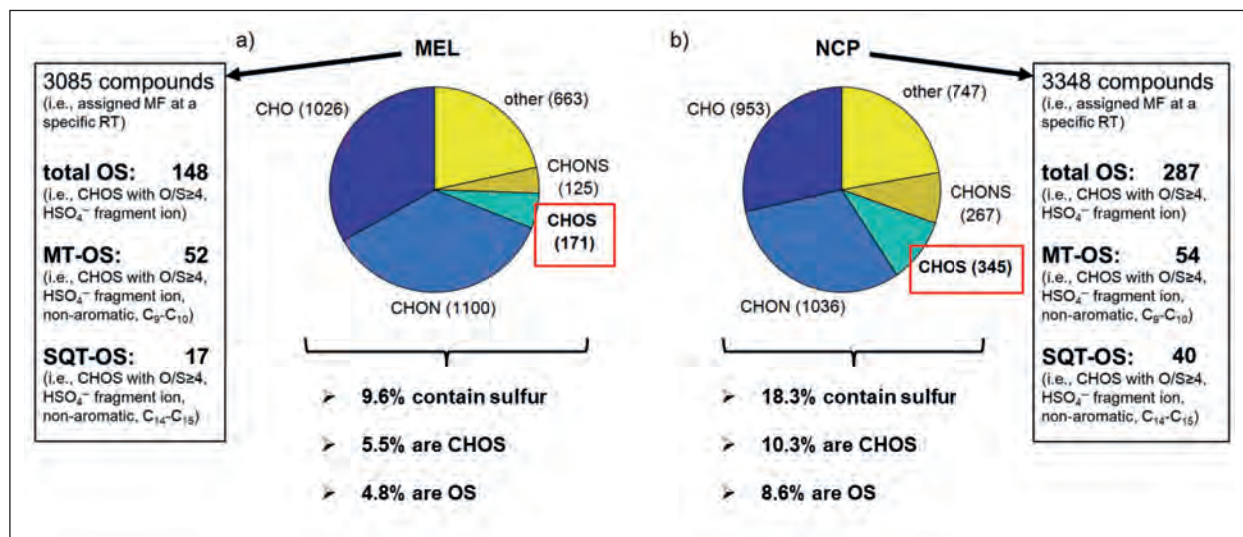 a)
MEL
3085 compounds
(i.e., assigned MF at a
specific RT)
total OS: 148
(i.e., CHOS with O/S≥4,
HSO₄⁻ fragment ion)
MT-OS: 52
(i.e., CHOS with O/S≥4,
HSO₄⁻ fragment ion,
non-aromatic, C₉-C₁₀)
SQT-OS: 17
(i.e., CHOS with O/S≥4,
HSO₄⁻ fragment ion,
non-aromatic, C₁₄-C₁₅)
CHO (1026)
other (663)
CHONS
(125)
CHOS
(171)
CHON (1100)
➢ 9.6% contain sulfur
➢ 5.5% are CHOS
➢ 4.8% are OS
b)
NCP
CHO (953)
other (747)
CHONS
(267)
CHOS (345)
CHON (1036)
➢ 18.3% contain sulfur
➢ 10.3% are CHOS
➢ 8.6% are OS
3348 compounds
(i.e., assigned MF at a
specific RT)
total OS: 287
(i.e., CHOS with O/S≥4,
HSO₄⁻ fragment ion)
MT-OS: 54
(i.e., CHOS with O/S≥4,
HSO₄⁻ fragment ion,
non-aromatic, C₉-C₁₀)
SQT-OS: 40
(i.e., CHOS with O/S≥4,
HSO₄⁻ fragment ion,
non-aromatic, C₁₄-C₁₅)